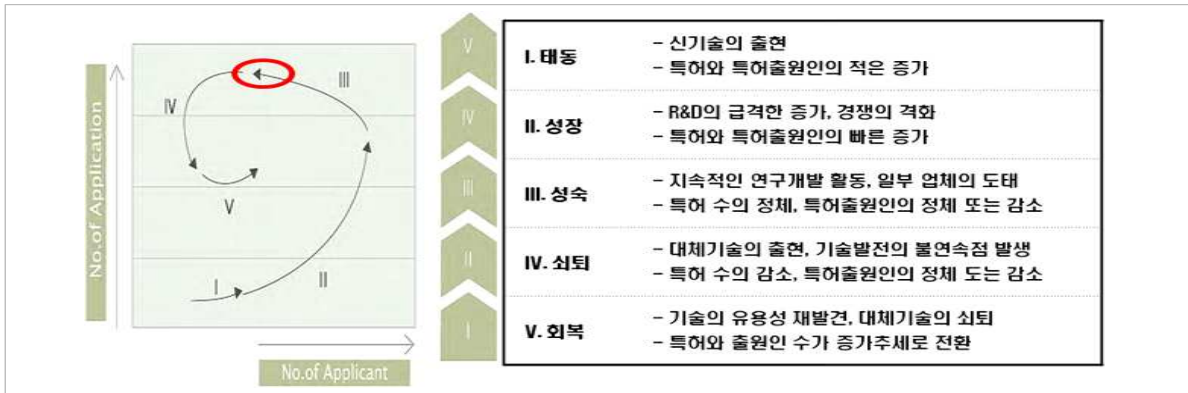 No.of Application
III
IV
V
I
II
No.of Applicant
V
IV
III
II
I
I. 태동
- 신기술의 출현
- 특허와 특허출원인의 적은 증가
II. 성장
- R&D의 급격한 증가, 경쟁의 격화
- 특허와 특허출원인의 빠른 증가
III. 성숙
- 지속적인 연구개발 활동, 일부 업체의 도태
- 특허 수의 정체, 특허출원인의 정체 또는 감소
IV. 쇠퇴
- 대체기술의 출현, 기술발전의 불연속점 발생
- 특허 수의 감소, 특허출원인의 정체 도는 감소
V. 회복
- 기술의 유용성 재발견, 대체기술의 쇠퇴
- 특허와 출원인 수가 증가추세로 전환